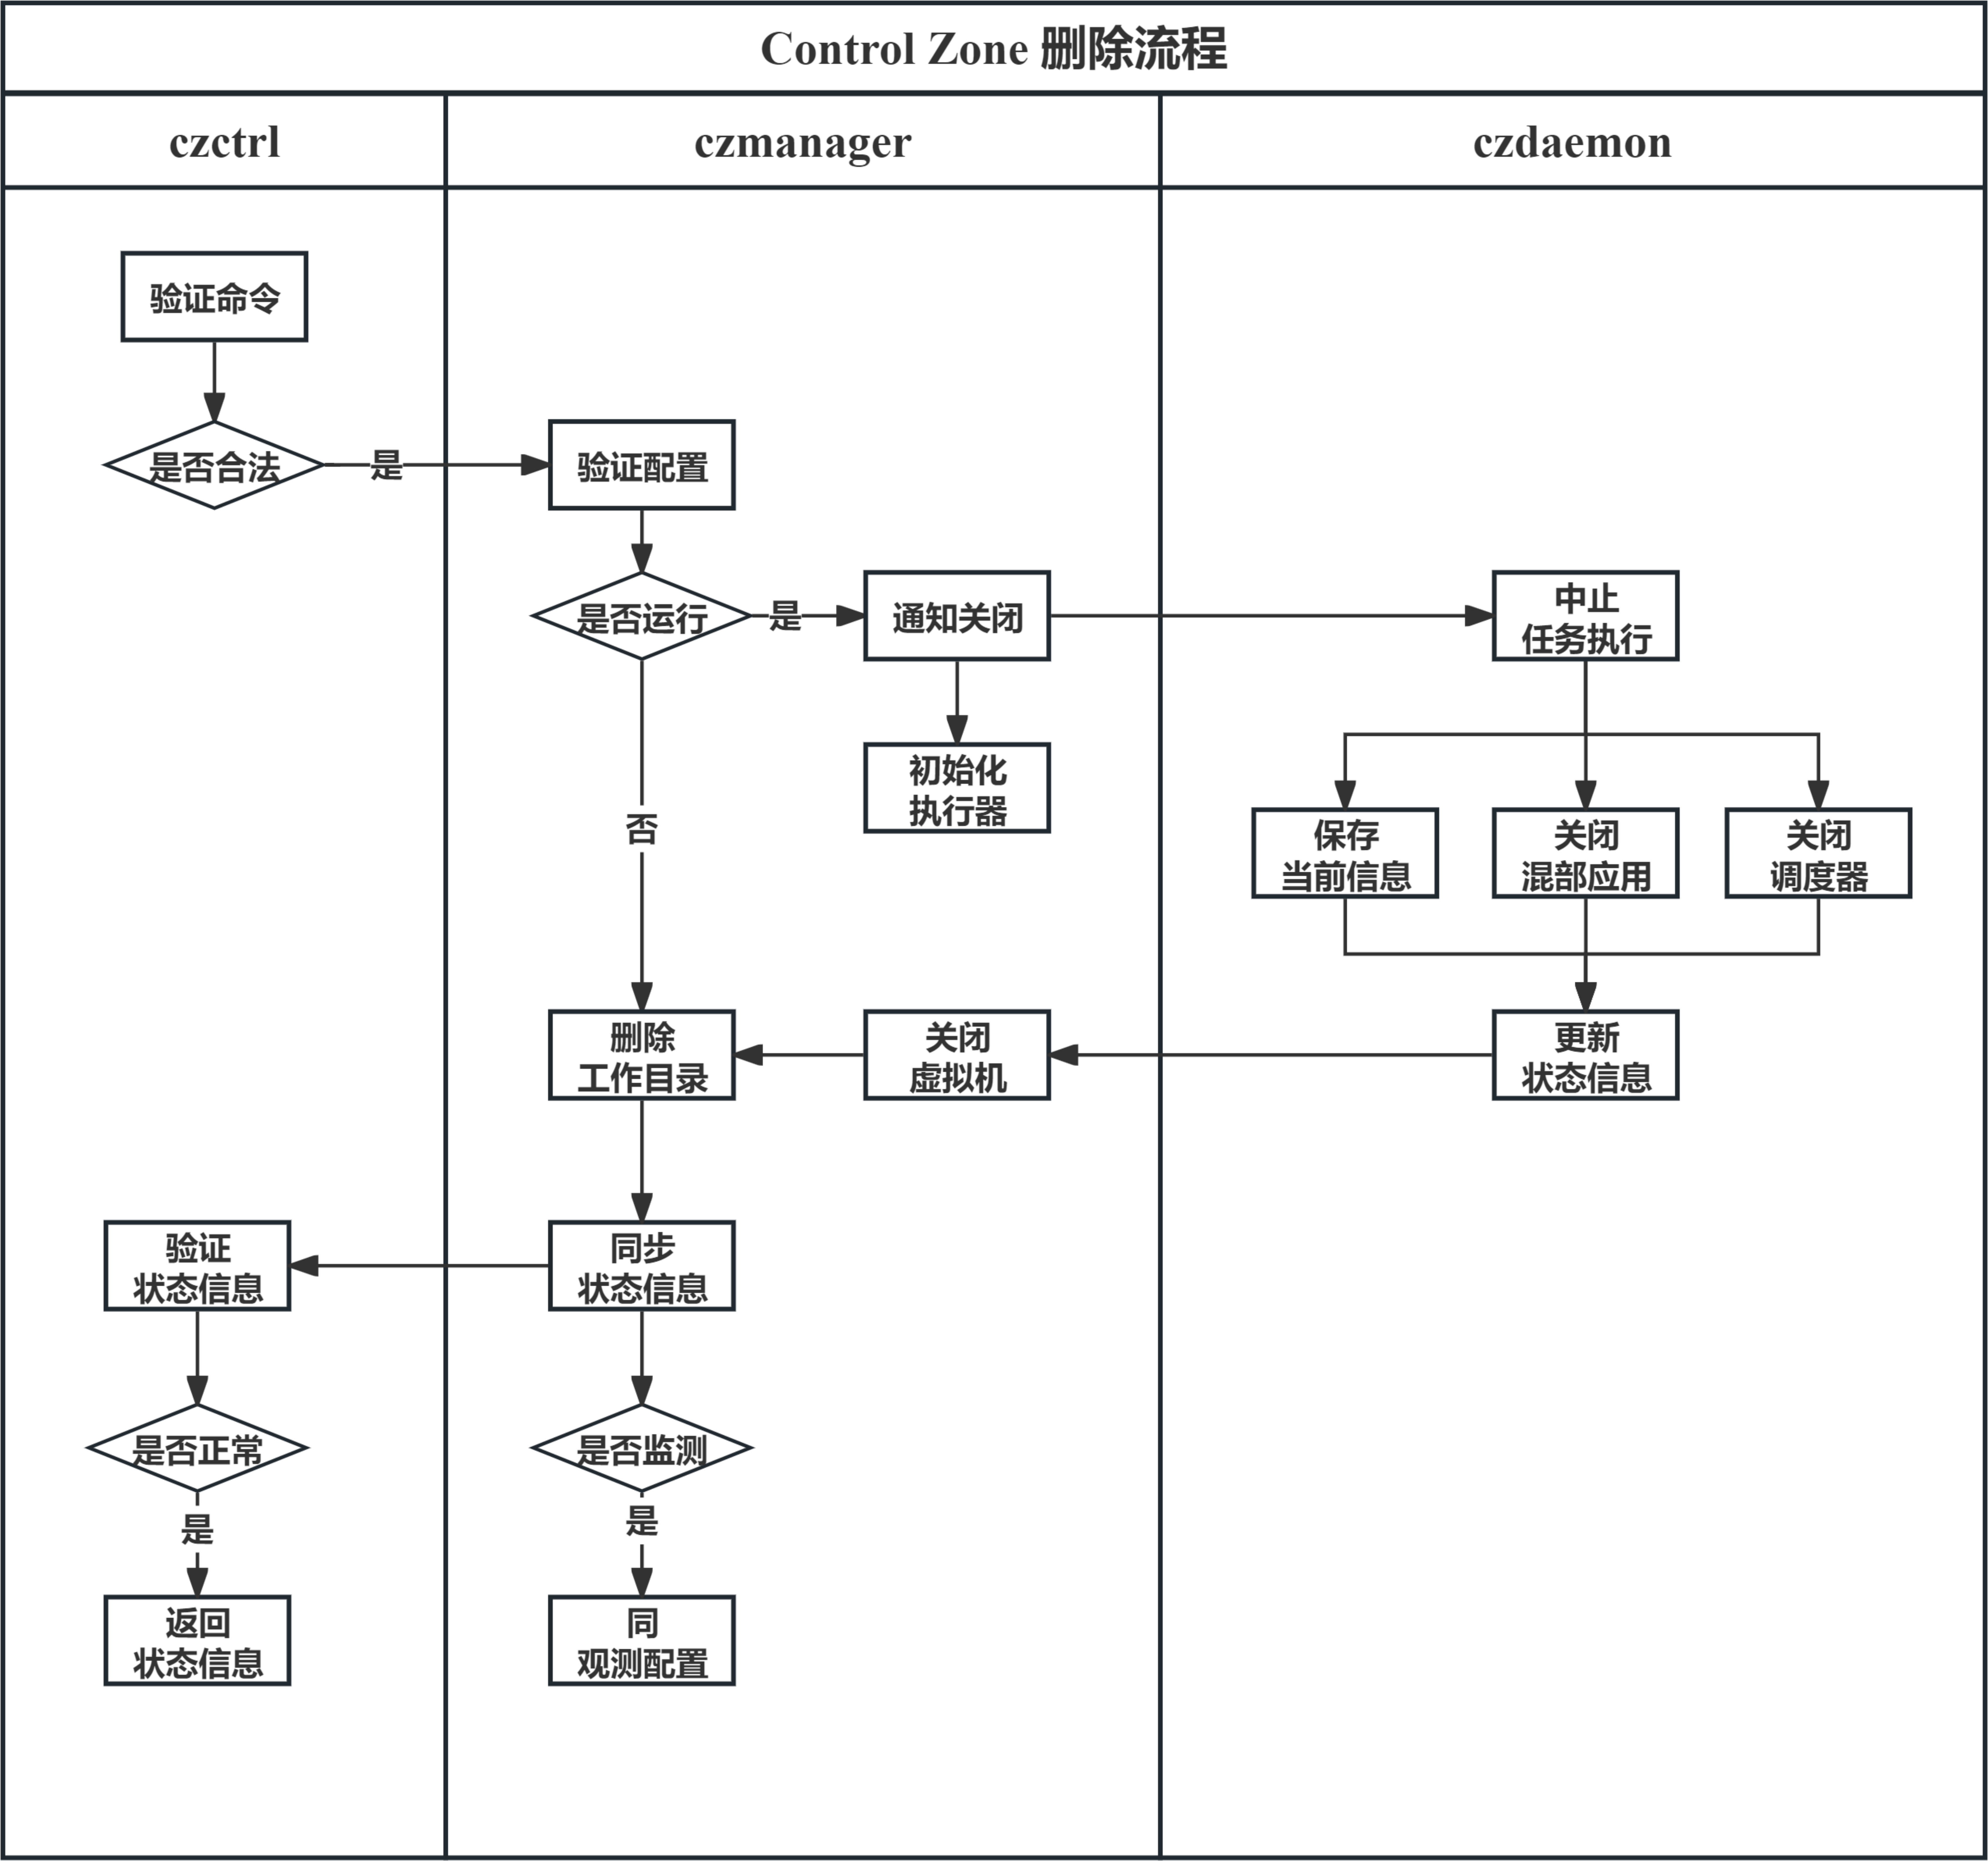 Control Zone 删除流程
czctrl
czmanager
czdaemon
验证命令
是否合法
是
验证配置
是否运行
是
通知关闭
中止
任务执行
初始化
执行器
否
保存
当前信息
关闭
混部应用
关闭
调度器
删除
工作目录
关闭
虚拟机
更新
状态信息
验证
状态信息
同步
状态信息
是否正常
是否监测
是
是
返回
状态信息
同
观测配置